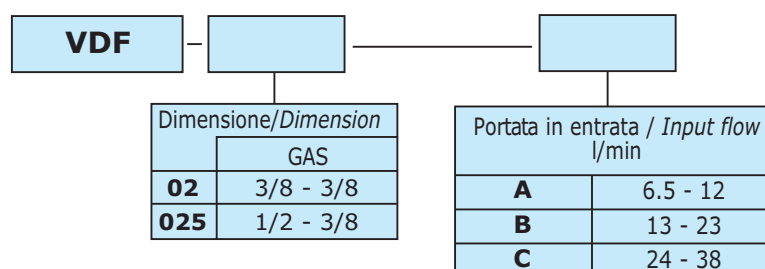 VDF –
Dimensione/Dimension
GAS
02 3/8 - 3/8
025 1/2 - 3/8
Portata in entrata / Input flow
l/min
A 6.5 - 12
B 13 - 23
C 24 - 38